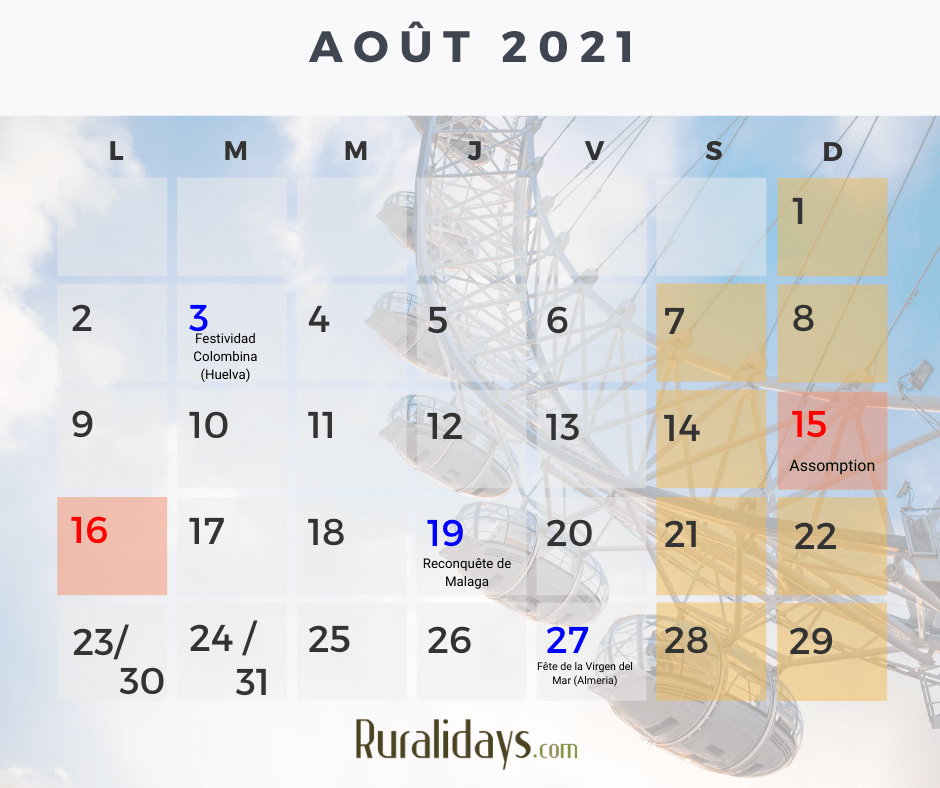 AOÛT 2021
L M M J V S D
1
2 3 4 5 6 7 8
Festividad
Colombina
(Huelva)
9 10 11 12 13 14 15
Assomption
16 17 18 19 20 21 22
Reconquête de
Malaga
23/ 24 / 25 26 27 28 29
30 31
Fête de la Virgen del
Mar (Almeria)
Ruralidays.com